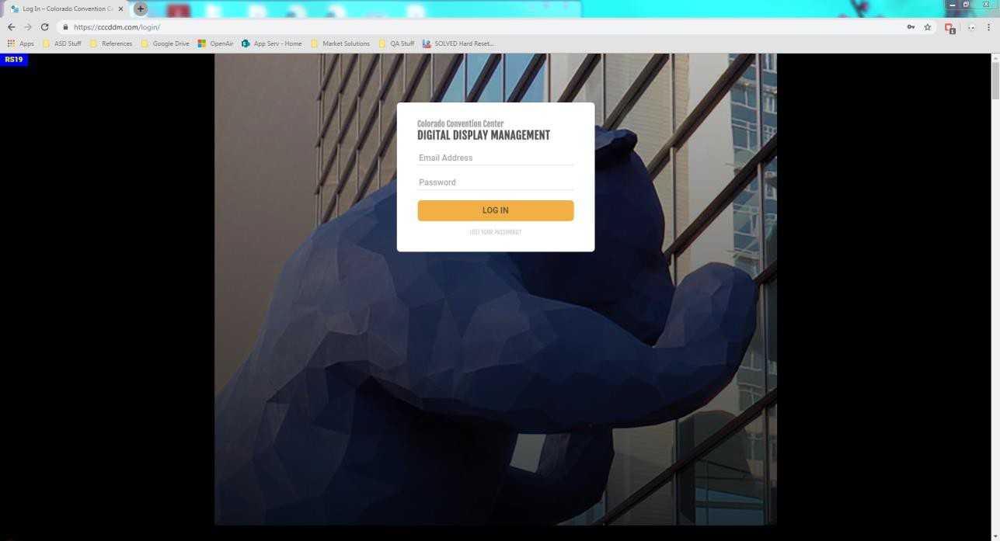 Log In – Colorado Convention Ce
https://cccddm.com/login/
Apps ASD Stuff References Google Drive OpenAir App Serv - Home Market Solutions QA Stuff SOLVED Hard Reset...
RS19
Colorado Convention Center
DIGITAL DISPLAY MANAGEMENT
Email Address
Password
LOG IN
LOST YOUR PASSWORD?